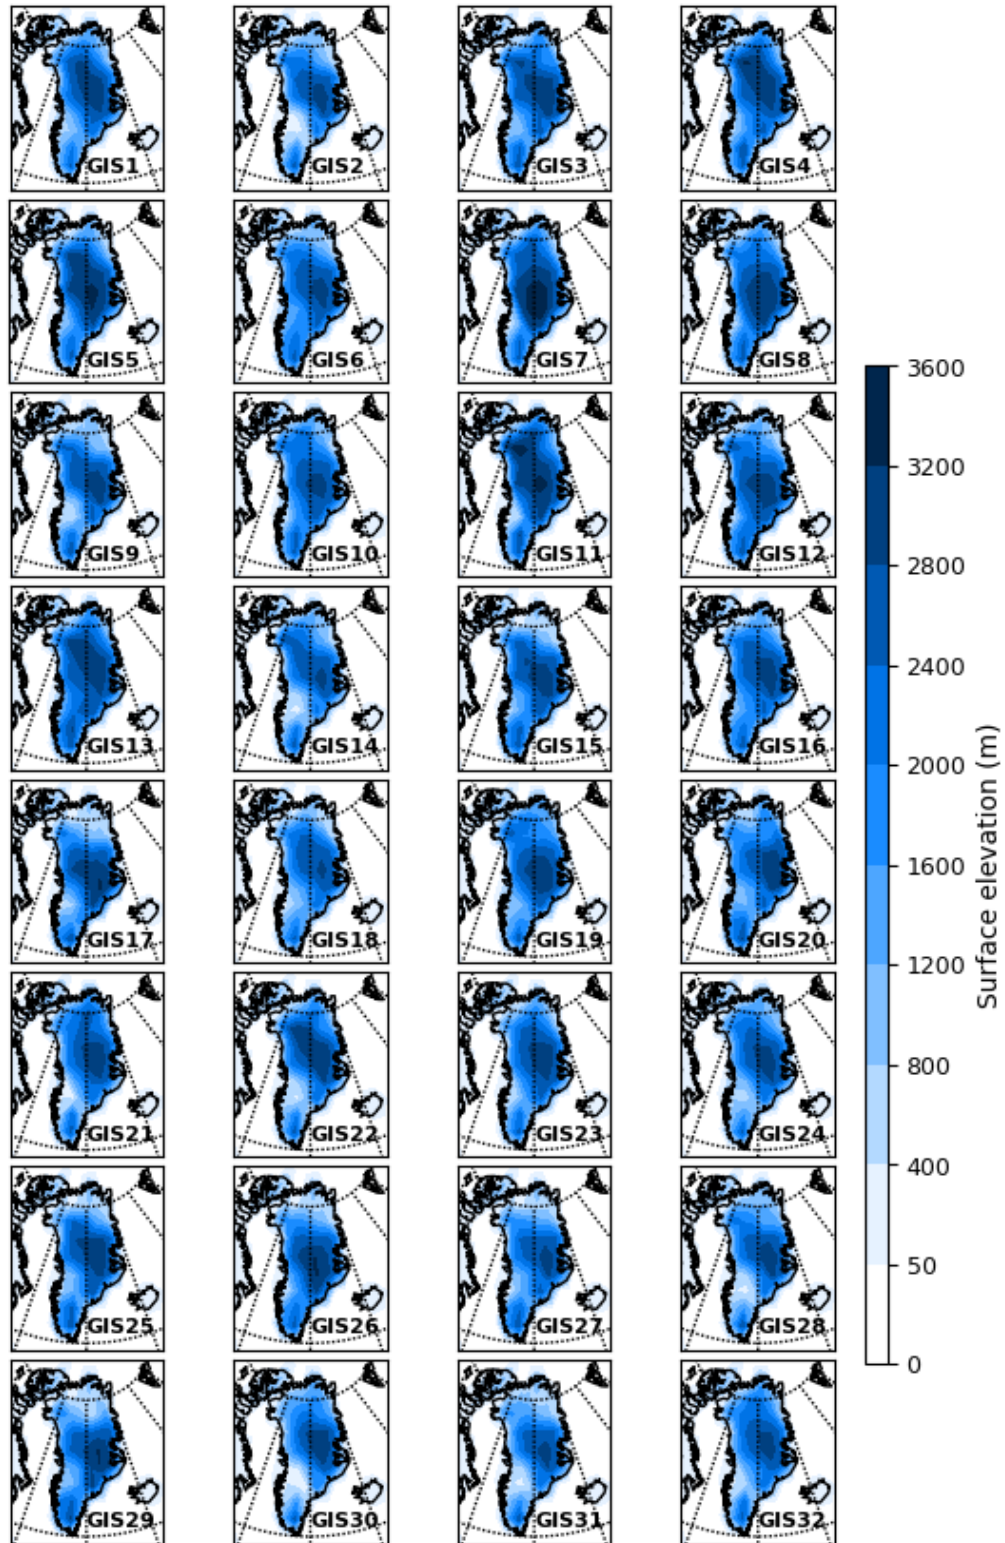 GIS1 GIS2 GIS3 GIS4
GIS5 GIS6 GIS7 GIS8
GIS9 GIS10 GIS11 GIS12
GIS13 GIS14 GIS15 GIS16
GIS17 GIS18 GIS19 GIS20
GIS21 GIS22 GIS23 GIS24
GIS25 GIS26 GIS27 GIS28
GIS29 GIS30 GIS31 GIS32
3600
3200
2800
2400
2000
1600
1200
800
400
50
0
Surface elevation (m)